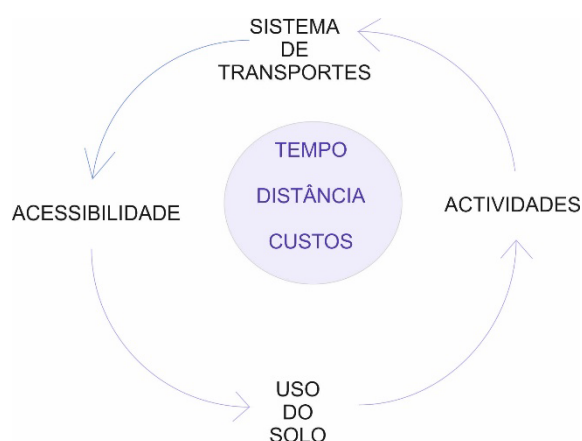 SISTEMA
DE
TRANSPORTES
TEMPO
DISTÂNCIA
CUSTOS
ACESSIBILIDADE
ACTIVIDADES
USO
DO
SOLO